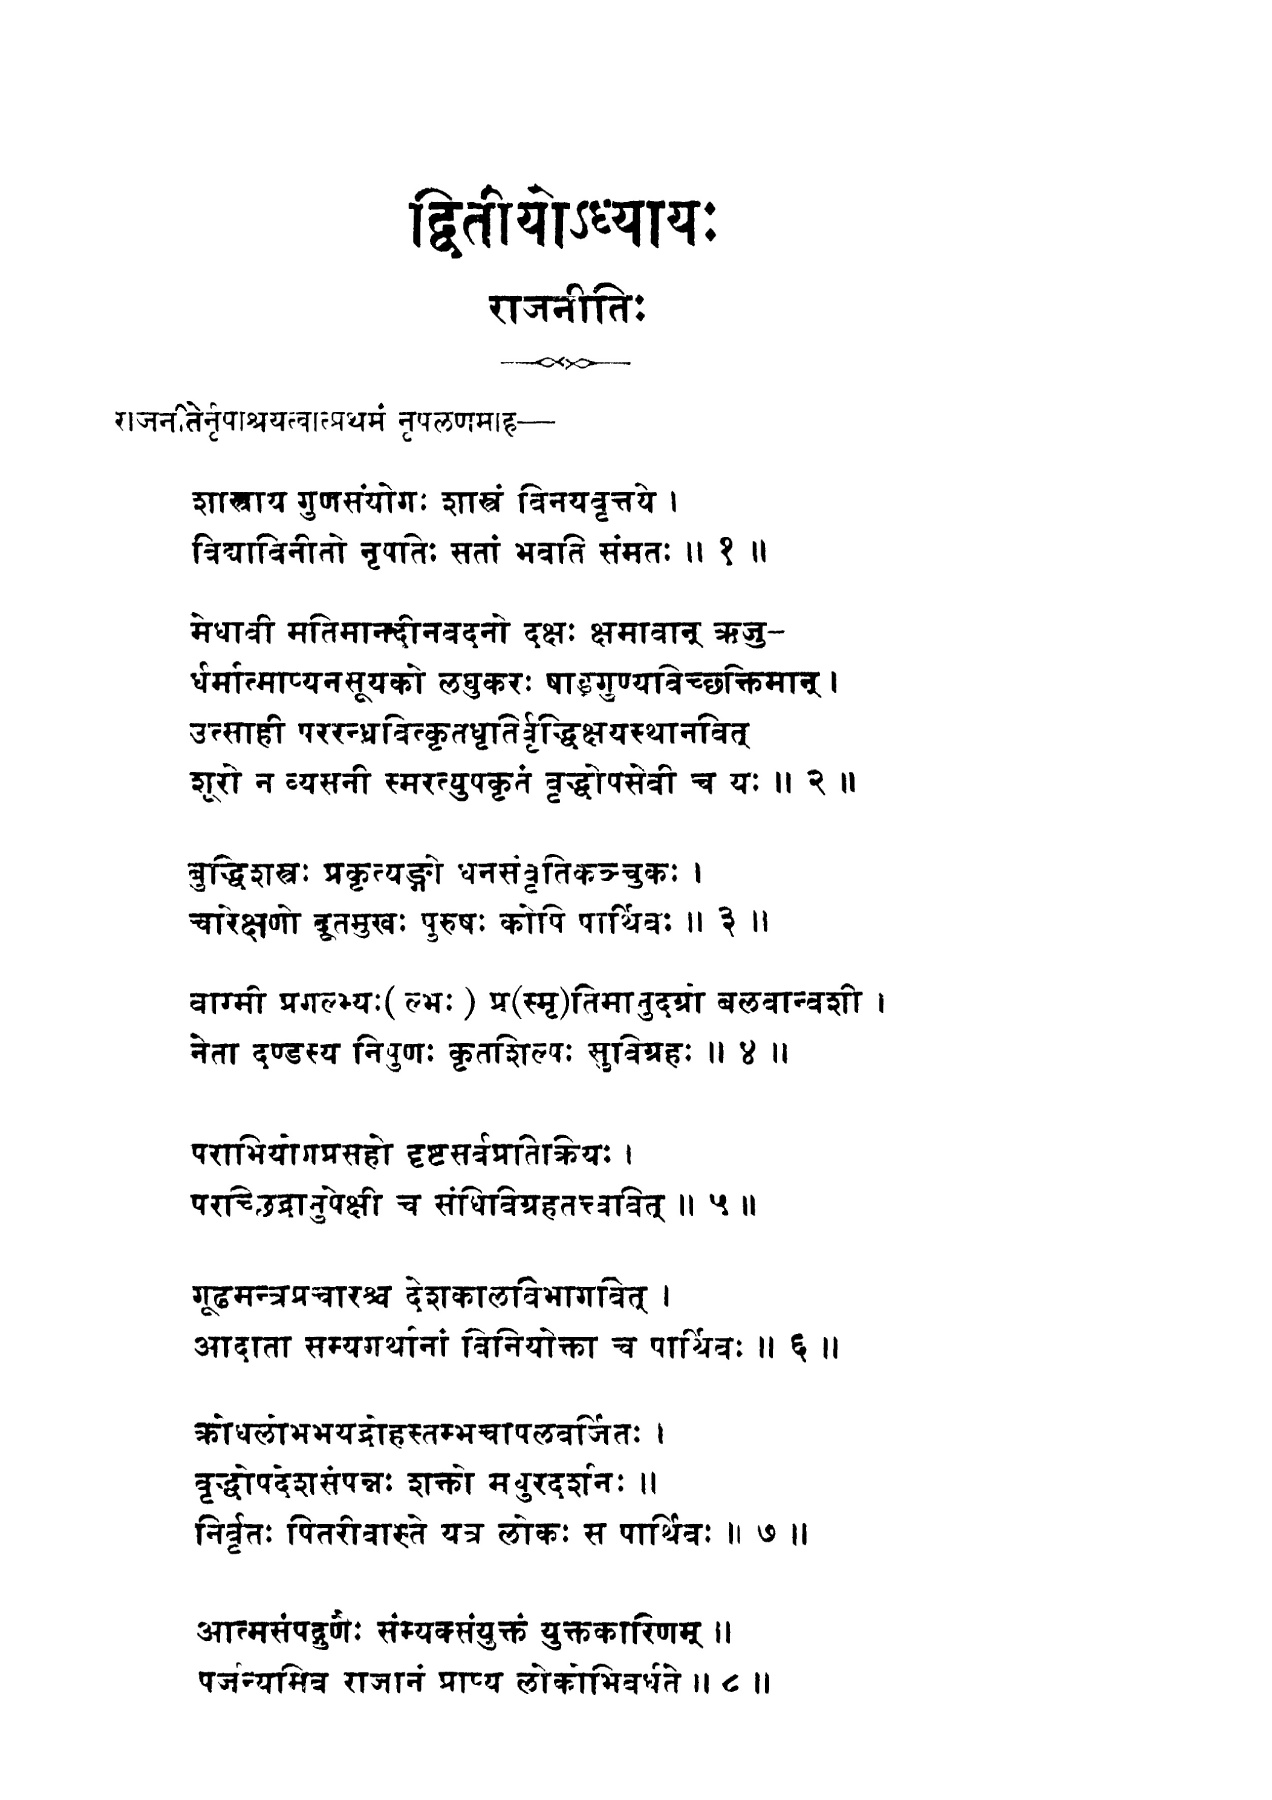 द्वितीयोऽध्यायः
राजनीतिः
राजनीतेर्नृपाश्रयत्वात्प्रथमं नृपलणमाह—
शास्त्राय गुणसंयोगः शास्त्रं विनयवृत्तये ।
विद्याविनीतो नृपतिः सतां भवति संमतः ॥ १ ॥
मेधावी मतिमान्दीनवदनो दक्षः क्षमावान् ऋजु-
र्धर्मात्माप्यनसूयको लघुकरः षाड्गुण्यविच्छक्तिमान् ।
उत्साही पररन्ध्रवित्कृतधृतिर्वृद्धिक्षयस्थानवित्
शूरो न व्यसनी स्मरत्युपकृतं वृद्धोपसेवी च यः ॥ २ ॥
बुद्धिशस्त्रः प्रकृत्यङ्गो धनसंवृतिकञ्चुकः ।
चारेक्षणो दूतमुखः पुरुषः कोपि पार्थिवः ॥ ३ ॥
वाग्मी प्रगल्भ्यः( ल्भः ) प्र(स्मृ)तिमानुदग्रो बलवान्वशी ।
नेता दण्डस्य निपुणः कृतशिल्पः सुविग्रहः ॥ ४ ॥
पराभियोगप्रसहो दृष्टसर्वप्रतिक्रियः ।
परच्छिद्रानुपेक्षी च संधिविग्रहतत्त्ववित् ॥ ५ ॥
गूढमन्त्रप्रचारश्च देशकालविभागवित् ।
आदाता सम्यगर्थानां विनियोक्ता च पार्थिवः ॥ ६ ॥
क्रोधलोभभयद्रोहस्तम्भचापलवर्जितः ।
वृद्धोपदेशसंपन्नः शक्तो मधुरदर्शनः ॥
निर्वृतः पितरीवास्ते यत्र लोकः स पार्थिवः ॥ ७ ॥
आत्मसंपद्गुणैः संम्यक्संयुक्तं युक्तकारिणम् ॥
पर्जन्यमिव राजानं प्राप्य लोकोभिवर्धते ॥ ८ ॥